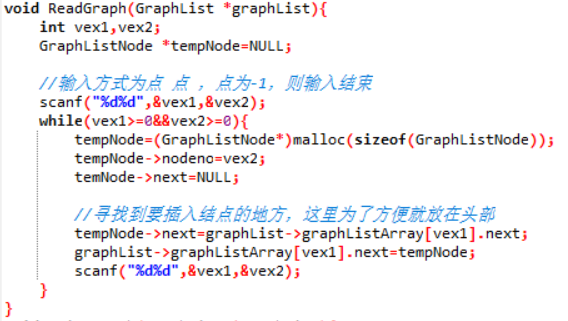 void ReadGraph(GraphList *graphList){
    int vex1,vex2;
    GraphListNode *tempNode=NULL;

    //输入方式为点 点 ，点为-1，则输入结束
    scanf("%d%d",&vex1,&vex2);
    while(vex1>=0&&vex2>=0){
        tempNode=(GraphListNode*)malloc(sizeof(GraphListNode));
        tempNode->nodeno=vex2;
        temNode->next=NULL;

        //寻找到要插入结点的地方，这里为了方便就放在头部
        tempNode->next=graphList->graphListArray[vex1].next;
        graphList->graphListArray[vex1].next=tempNode;
        scanf("%d%d",&vex1,&vex2);
    }
}